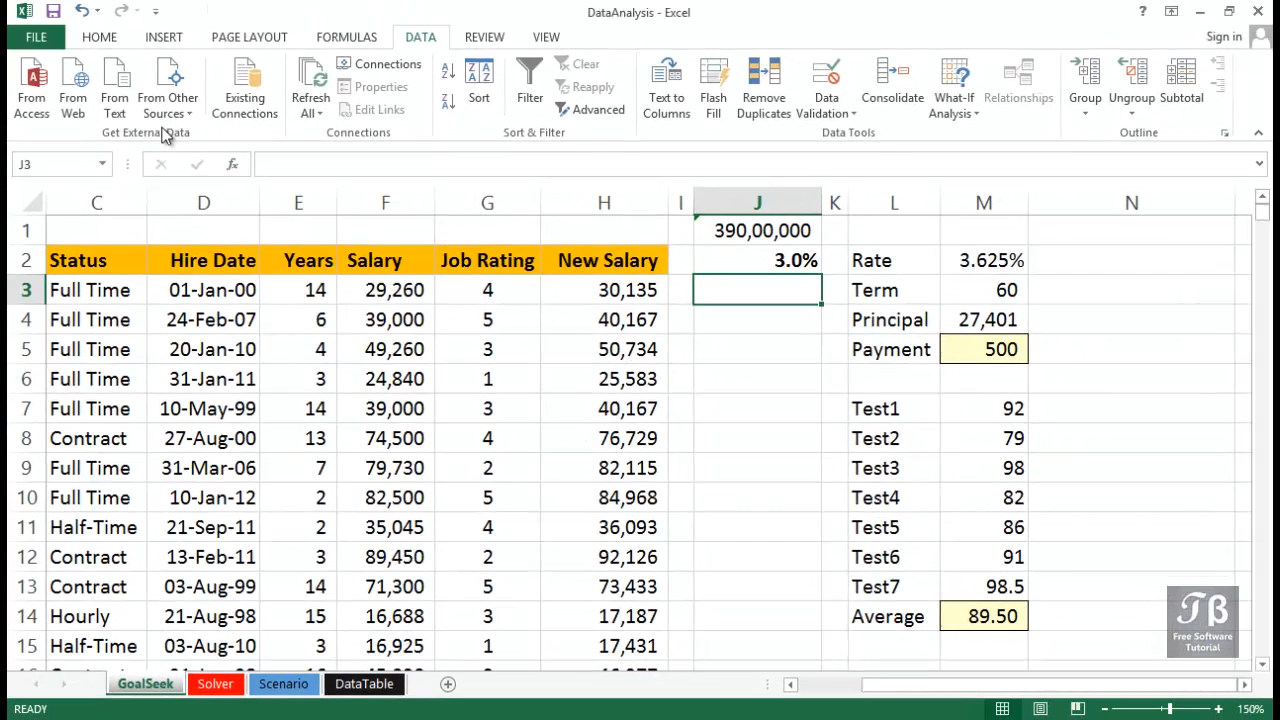 DataAnalysis - Excel
?
FILE HOME INSERT PAGE LAYOUT FORMULAS DATA REVIEW VIEW Sign in
From Access From Web From Text From Other Sources Existing Connections Refresh All Connections Properties Edit Links Sort Filter Clear Reapply Advanced Text to Columns Flash Fill Remove Duplicates Data Validation Consolidate What-If Analysis Relationships Group Ungroup Subtotal
Get External Data Connections Sort & Filter Data Tools Outline
J3 fx
C D E F G H I J K L M N
1 390,00,000
2 Status Hire Date Years Salary Job Rating New Salary 3.0% Rate 3.625%
3 Full Time 01-Jan-00 14 29,260 4 30,135 Term 60
4 Full Time 24-Feb-07 6 39,000 5 40,167 Principal 27,401
5 Full Time 20-Jan-10 4 49,260 3 50,734 Payment 500
6 Full Time 31-Jan-11 3 24,840 1 25,583
7 Full Time 10-May-99 14 39,000 3 40,167 Test1 92
8 Contract 27-Aug-00 13 74,500 4 76,729 Test2 79
9 Full Time 31-Mar-06 7 79,730 2 82,115 Test3 98
10 Full Time 10-Jan-12 2 82,500 5 84,968 Test4 82
11 Half-Time 21-Sep-11 2 35,045 4 36,093 Test5 86
12 Contract 13-Feb-11 3 89,450 2 92,126 Test6 91
13 Contract 03-Aug-99 14 71,300 5 73,433 Test7 98.5
14 Hourly 21-Aug-98 15 16,688 3 17,187 Average 89.50
15 Half-Time 03-Aug-10 3 16,925 1 17,431
Tβ
Free Software
Tutorial
GoalSeek Solver Scenario DataTable
READY 150%